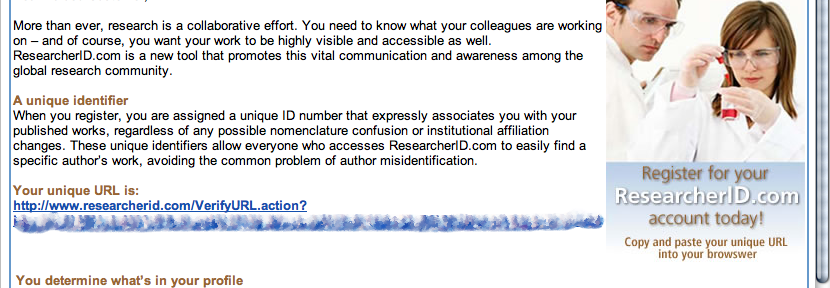 More than ever, research is a collaborative effort. You need to know what your colleagues are working
on – and of course, you want your work to be highly visible and accessible as well.
ResearcherID.com is a new tool that promotes this vital communication and awareness among the
global research community.
A unique identifier
When you register, you are assigned a unique ID number that expressly associates you with your
published works, regardless of any possible nomenclature confusion or institutional affiliation
changes. These unique identifiers allow everyone who accesses ResearcherID.com to easily find a
specific author's work, avoiding the common problem of author misidentification.
Your unique URL is:
http://www.researcherid.com/VerifyURL.action?
You determine what's in your profile
Register for your
ResearcherID.com
account today!
Copy and paste your unique URL
into your browswer